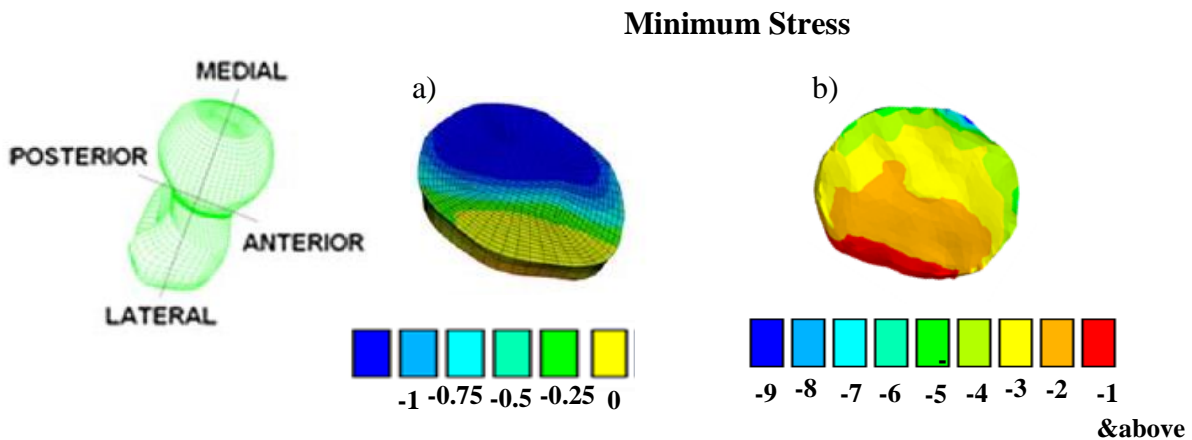 Minimum Stress
MEDIAL
POSTERIOR
ANTERIOR
LATERAL
a)
b)
-1 -0.75 -0.5 -0.25 0
-
-9 -8 -7 -6 -5 -4 -3 -2 -1
&above